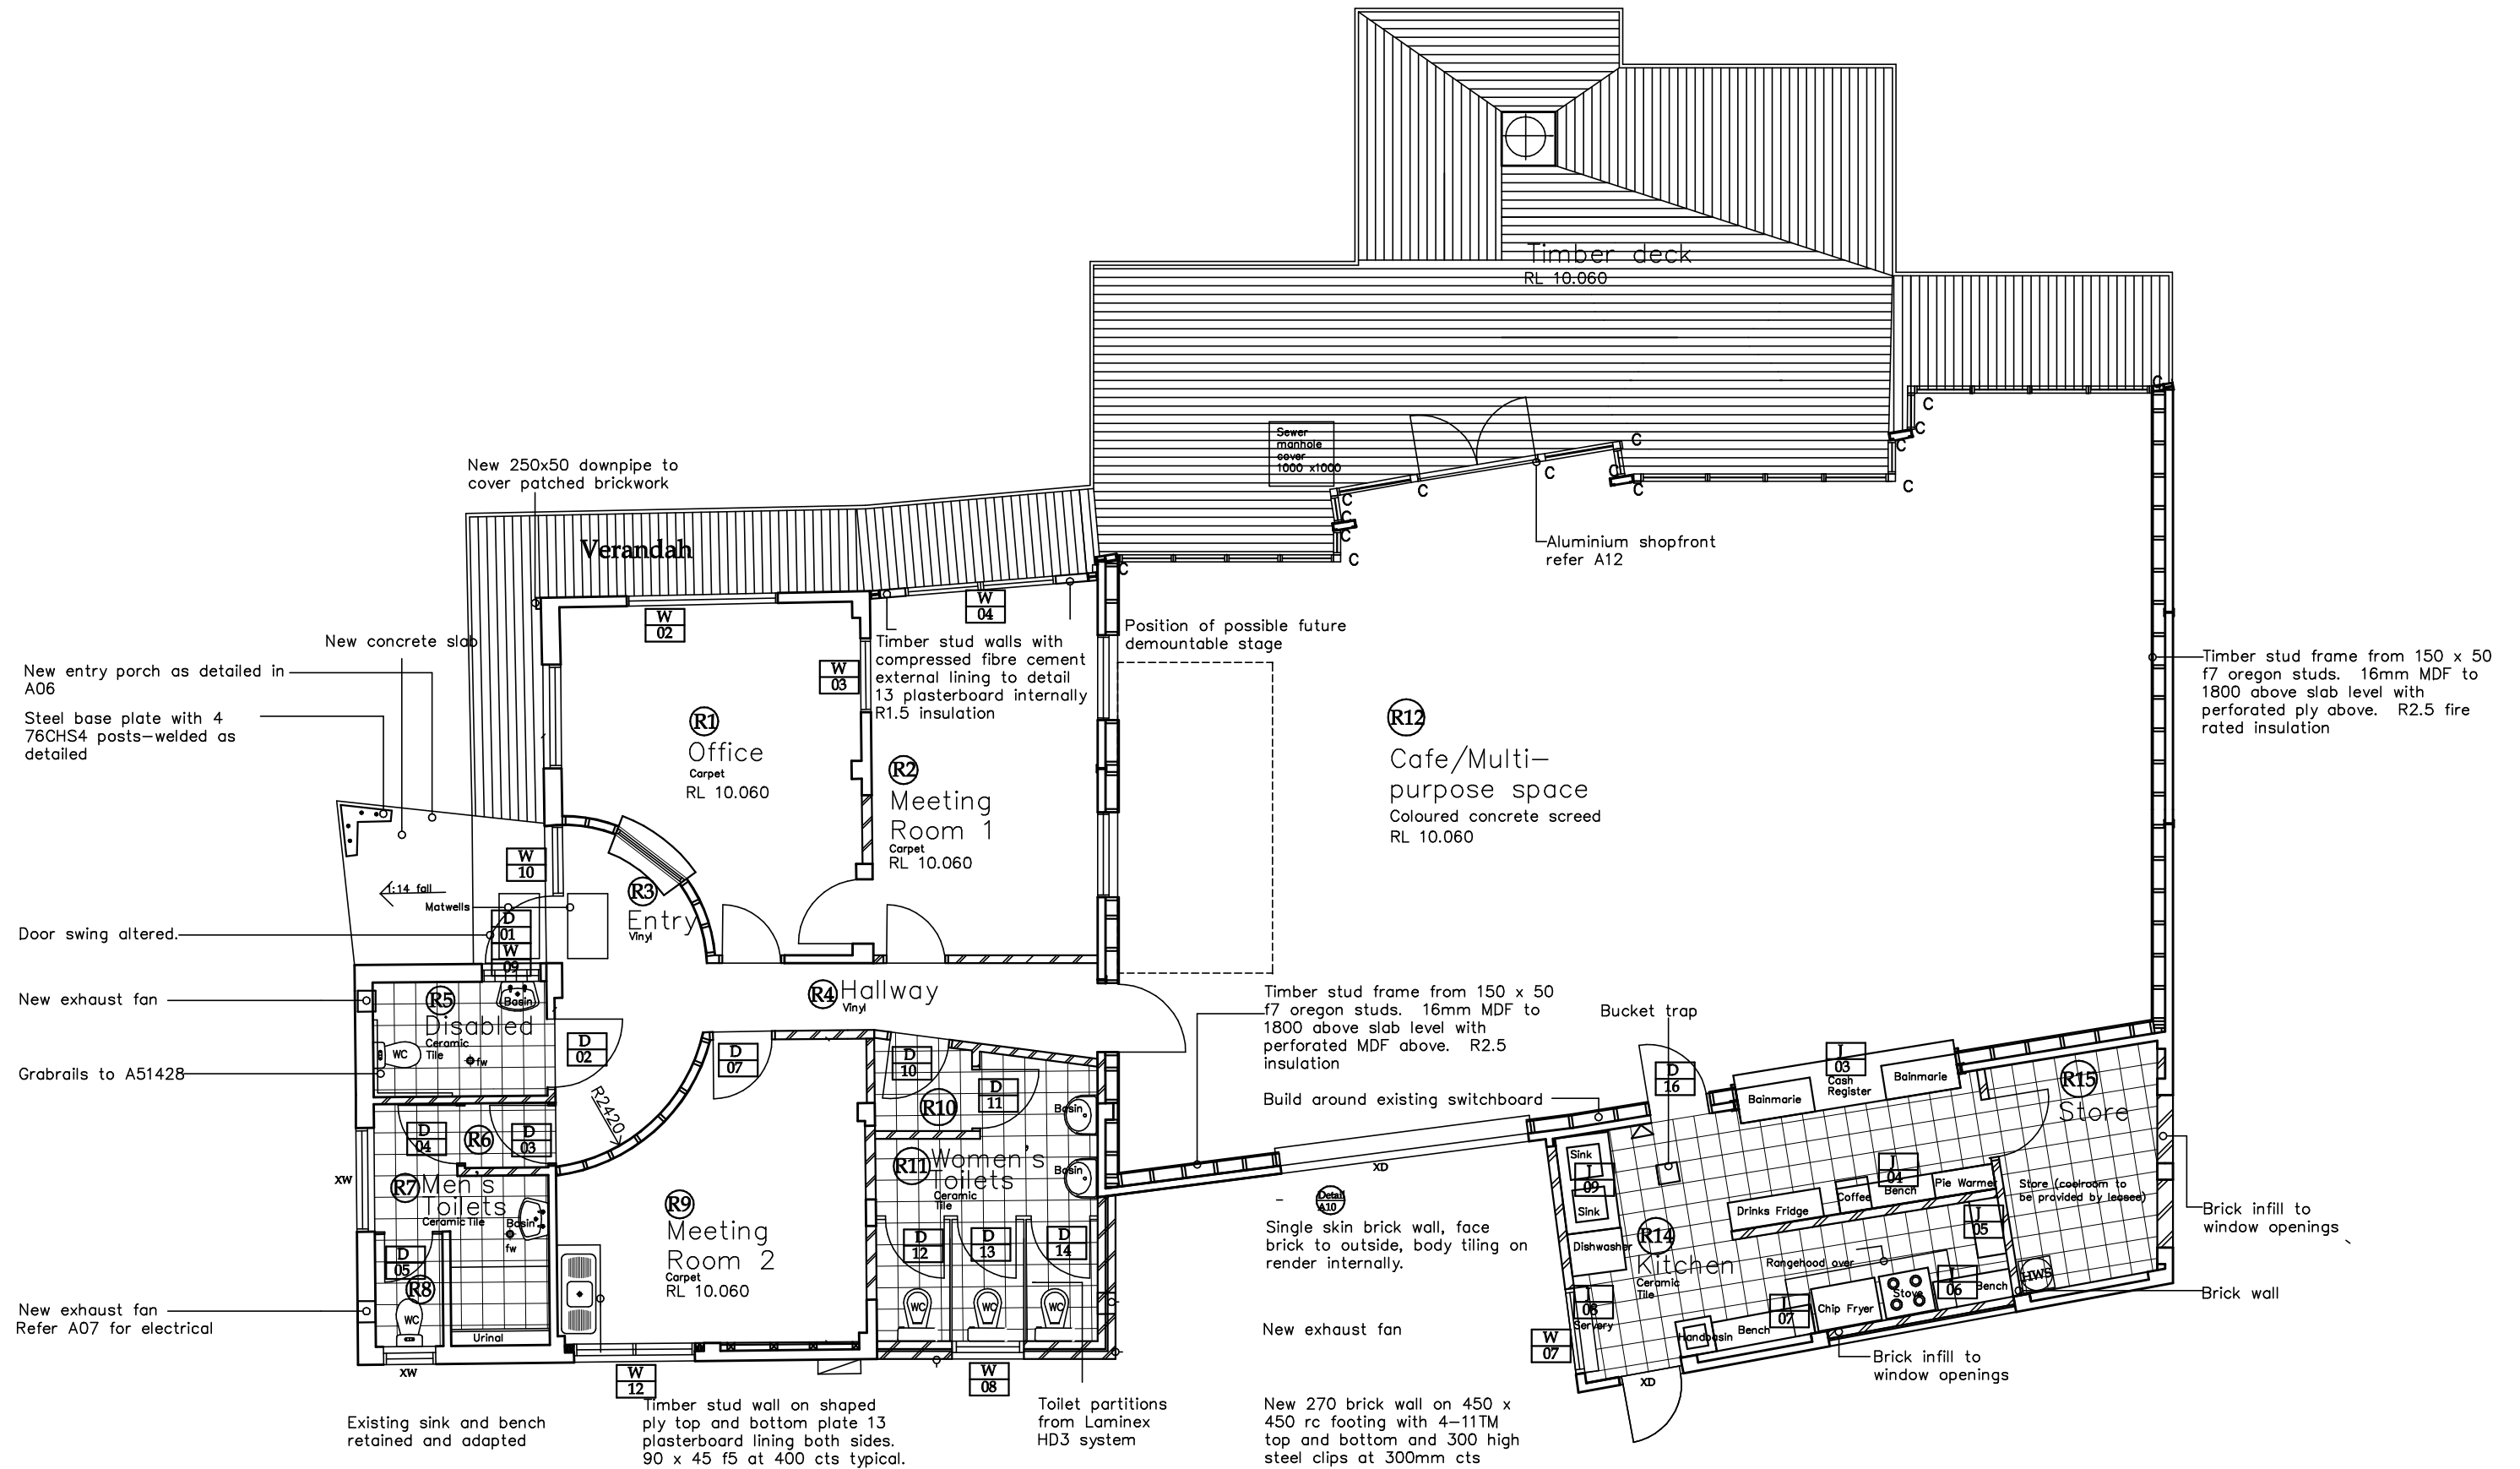 Timber deck
RL 10.060
C
C
C
C
Sewer
manhole
cover
1000 x1000
C
C
C
C
C
C
C
C
C
C
C
C
New 250x50 downpipe to
cover patched brickwork
Aluminium shopfront
refer A12
Verandah
W
02
W
04
W
03
New concrete slab
New entry porch as detailed in
A06
Steel base plate with 4
76CHS4 posts-welded as
detailed
Timber stud walls with
compressed fibre cement
external lining to detail
13 plasterboard internally
R1.5 insulation
Position of possible future
demountable stage
Timber stud frame from 150 x 50
f7 oregon studs.  16mm MDF to
1800 above slab level with
perforated ply above.  R2.5 fire
rated insulation
R1
Office
Carpet
RL 10.060
R2
Meeting
Room 1
Carpet
RL 10.060
R12
Cafe/Multi-
purpose space
Coloured concrete screed
RL 10.060
W
10
1:14 fall
Matwells
R3
Entry
Vinyl
D
01
W
09
Door swing altered.
New exhaust fan
Grabrails to AS1428
R4
Hallway
Vinyl
R5
Disabled
Ceramic
Tile
Basin
WC
fw
D
02
R2420
D
07
D
10
D
11
R10
Basin
Basin
R11
Women's
Toilets
Ceramic
Tile
D
12
D
13
D
14
WC
WC
WC
D
04
R6
D
03
XW
R7
Men's
Toilets
Ceramic Tile
Basin
fw
D
05
R8
WC
Urinal
XW
New exhaust fan
Refer A07 for electrical
R9
Meeting
Room 2
Carpet
RL 10.060
W
12
W
08
Timber stud frame from 150 x 50
f7 oregon studs.  16mm MDF to
1800 above slab level with
perforated MDF above.  R2.5
insulation
Build around existing switchboard
XD
Detail
A10
Single skin brick wall, face
brick to outside, body tiling on
render internally.
New exhaust fan
Bucket trap
D
16
J
03
Cash
Register
Bainmarie
Bainmarie
R15
Store
Sink
J
09
Sink
Dishwasher
R14
Kitchen
Ceramic
Tile
J
04
Bench
Coffee
Pie Warmer
Drinks Fridge
J
05
Store (coolroom to
be provided by leasee)
Rangehood over
J
08
Servery
W
07
J
07
Handbasin
Bench
Chip Fryer
Stove
J
06
Bench
HWS
XD
Brick infill to
window openings
Brick wall
Brick infill to
window openings
Existing sink and bench
retained and adapted
Timber stud wall on shaped
ply top and bottom plate 13
plasterboard lining both sides.
90 x 45 f5 at 400 cts typical.
Toilet partitions
from Laminex
HD3 system
New 270 brick wall on 450 x
450 rc footing with 4-11TM
top and bottom and 300 high
steel clips at 300mm cts